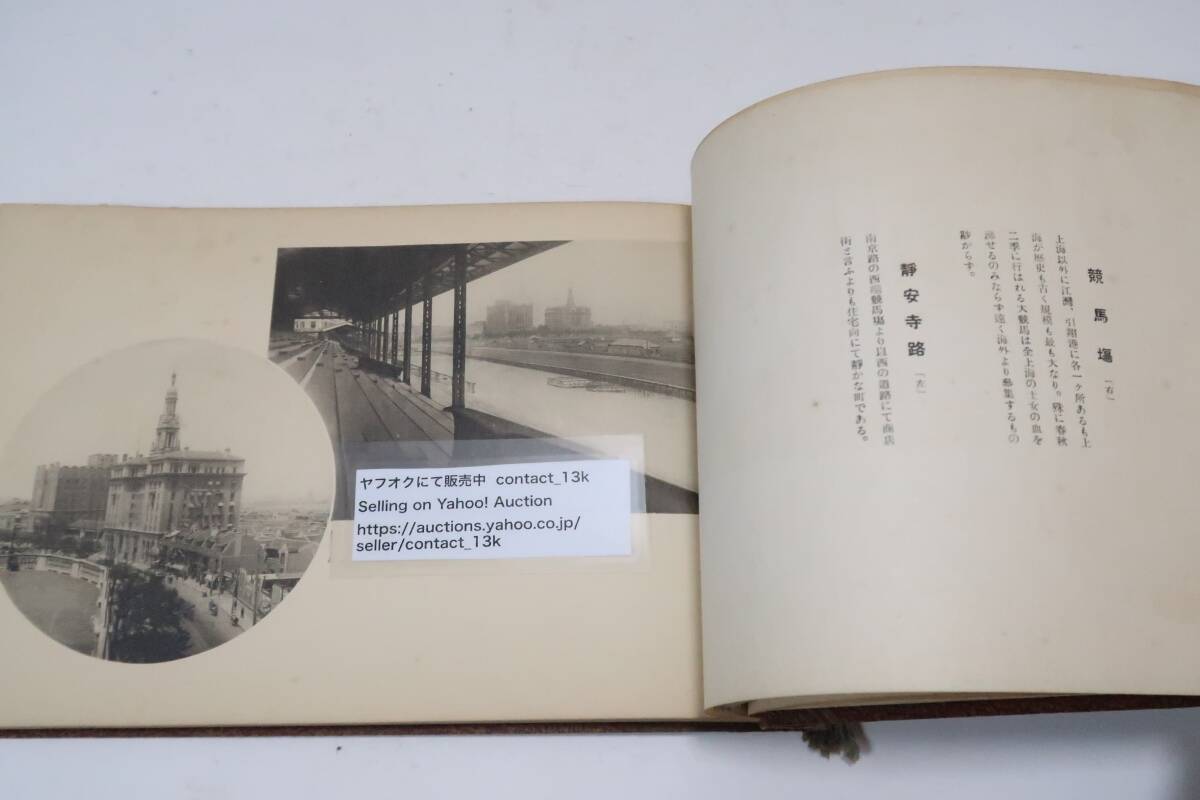 競馬塲「右」
上海以外に江灣、引翔港に各一ケ所あるも上
海が歴史も古く規模も最も大なり。殊に春秋
二季に行はれる大競馬は全上海の士女の血を
沸せるのみならず遠く海外より參集するもの
尠からず。
靜安寺路「左」
南京路の西端競馬塲より以西の道路にて商店
街と言ふよりも住宅向にて靜かな町である。
ヤフオクにて販売中 contact_13k
Selling on Yahoo! Auction
https://auctions.yahoo.co.jp/
seller/contact_13k